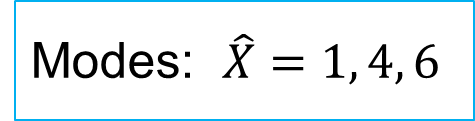 Modes: X̂ = 1, 4, 6